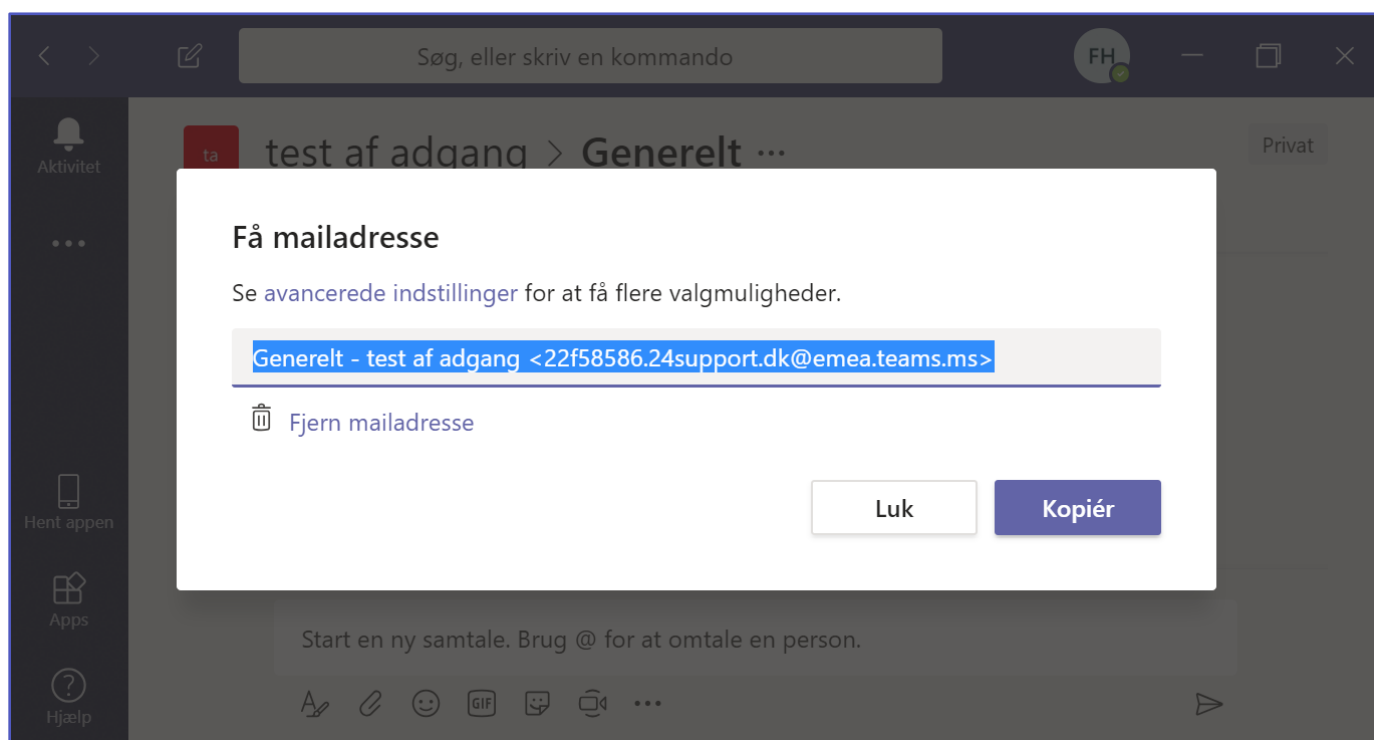 Søg, eller skriv en kommando
FH
Aktivitet
ta
test af adgang > Generelt ...
Privat
Få mailadresse
Se avancerede indstillinger for at få flere valgmuligheder.
Generelt - test af adgang <22f58586.24support.dk@emea.teams.ms>
Fjern mailadresse
Luk
Kopiér
Hent appen
Apps
Start en ny samtale. Brug @ for at omtale en person.
GIF
Hjælp